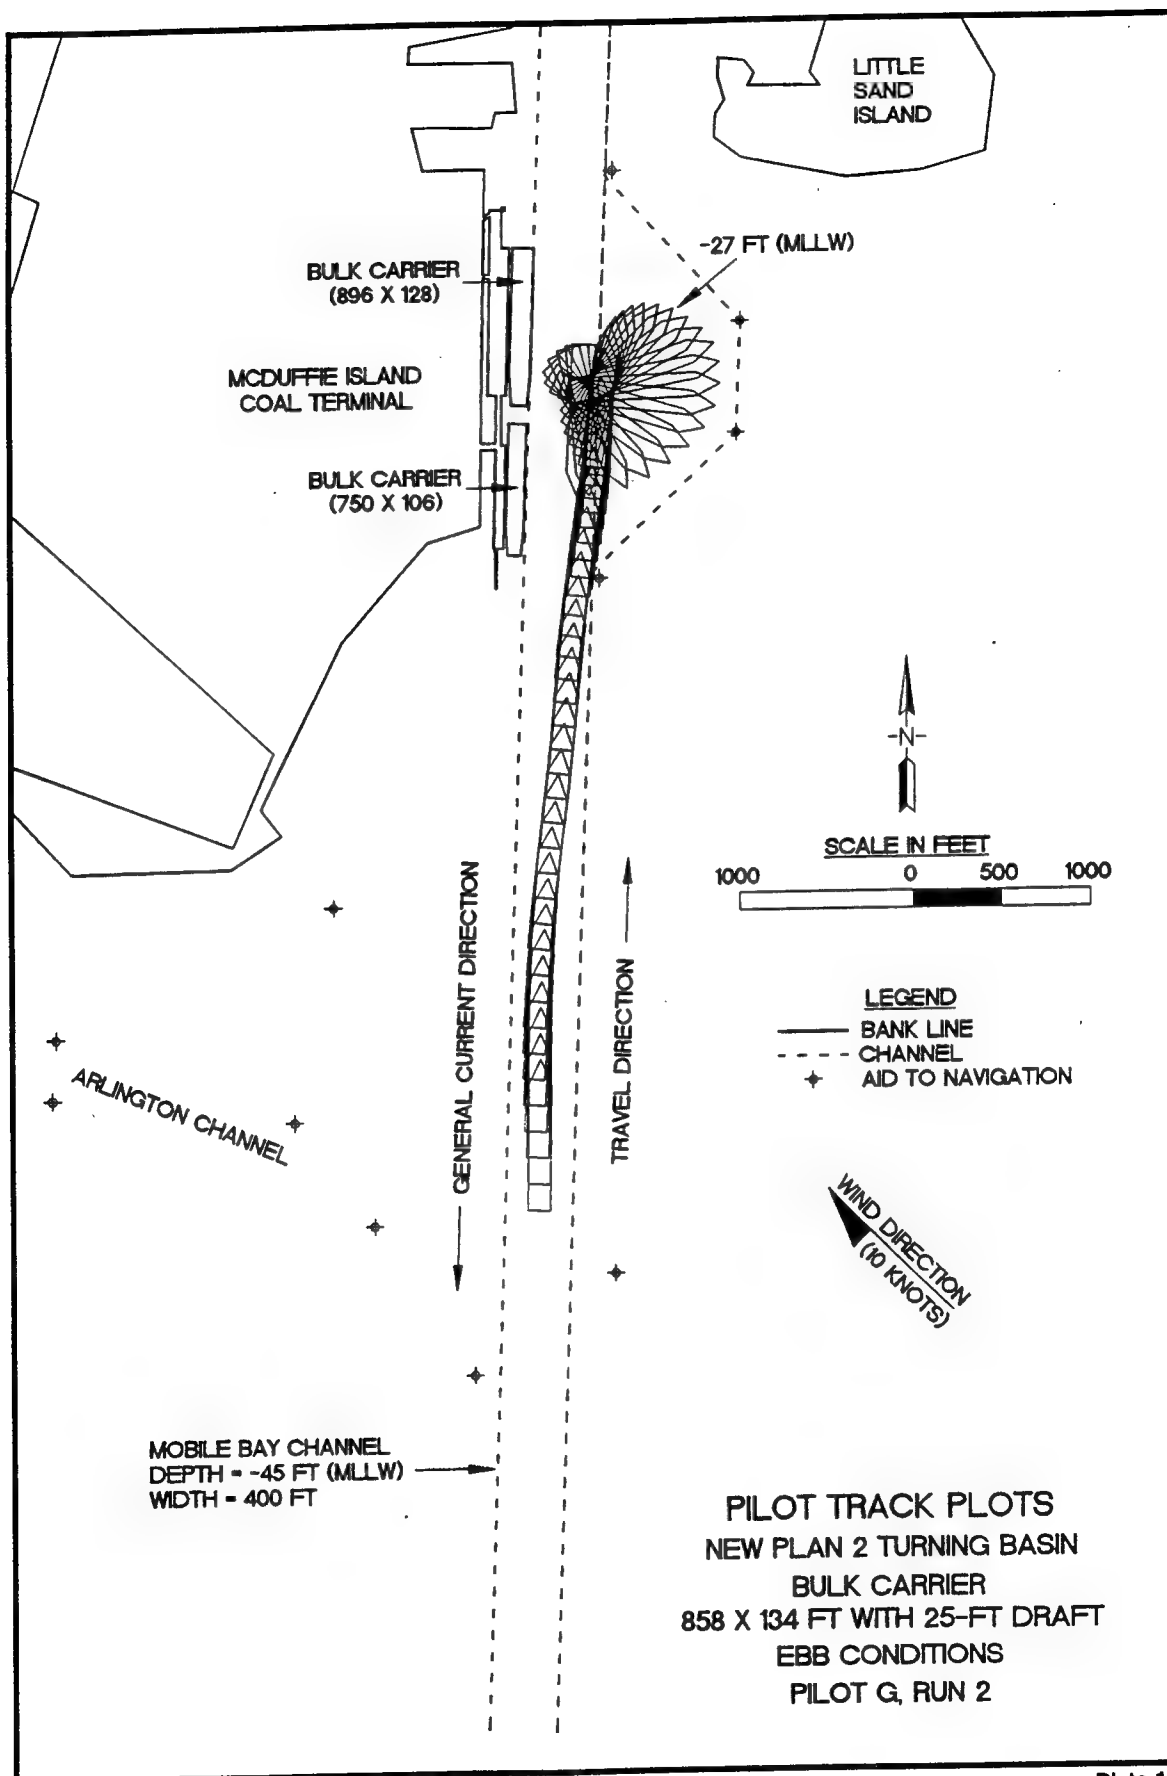 LITTLE
SAND
ISLAND
-27 FT (MLLW)
BULK CARRIER
(896 X 128)
MCDUFFIE ISLAND
COAL TERMINAL
BULK CARRIER
(750 X 106)
-N-
SCALE IN FEET
1000 0 500 1000
GENERAL CURRENT DIRECTION
TRAVEL DIRECTION
LEGEND
BANK LINE
CHANNEL
AID TO NAVIGATION
ARLINGTON CHANNEL
WIND DIRECTION
(10 KNOTS)
MOBILE BAY CHANNEL
DEPTH = -45 FT (MLLW)
WIDTH = 400 FT
PILOT TRACK PLOTS
NEW PLAN 2 TURNING BASIN
BULK CARRIER
858 X 134 FT WITH 25-FT DRAFT
EBB CONDITIONS
PILOT G, RUN 2